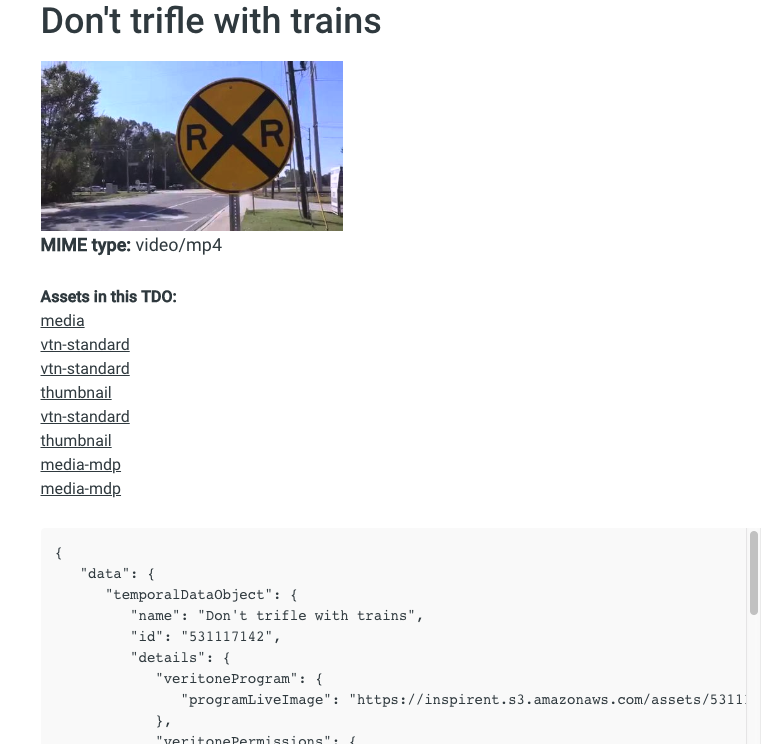 Don't trifle with trains
R R
MIME type: video/mp4
Assets in this TDO:
media
vtn-standard
vtn-standard
thumbnail
vtn-standard
thumbnail
media-mdp
media-mdp
{
"data": {
"temporalDataObject": {
"name": "Don't trifle with trains",
"id": "531117142",
"details": {
"veritoneProgram": {
"programLiveImage": "https://inspirent.s3.amazonaws.com/assets/5311
},
"veritonePermissions": {